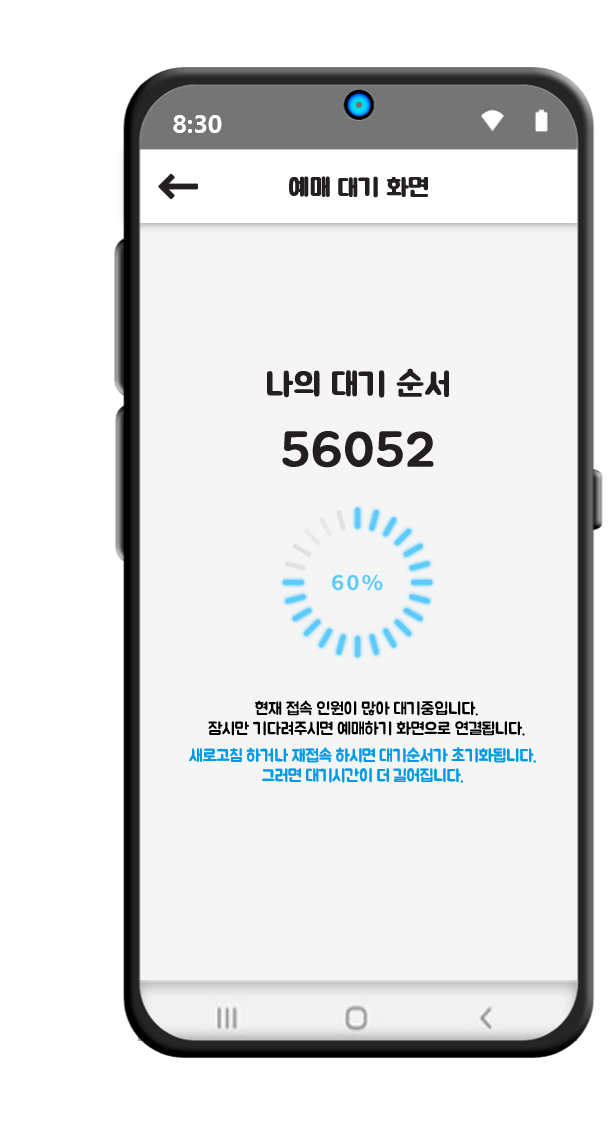 8:30
예매 대기 화면
나의 대기 순서
56052
60%
현재 접속 인원이 많아 대기중입니다.
잠시만 기다려주시면 예매하기 화면으로 연결됩니다.
새로고침 하거나 재접속 하시면 대기순서가 초기화됩니다.
그러면 대기시간이 더 길어집니다.